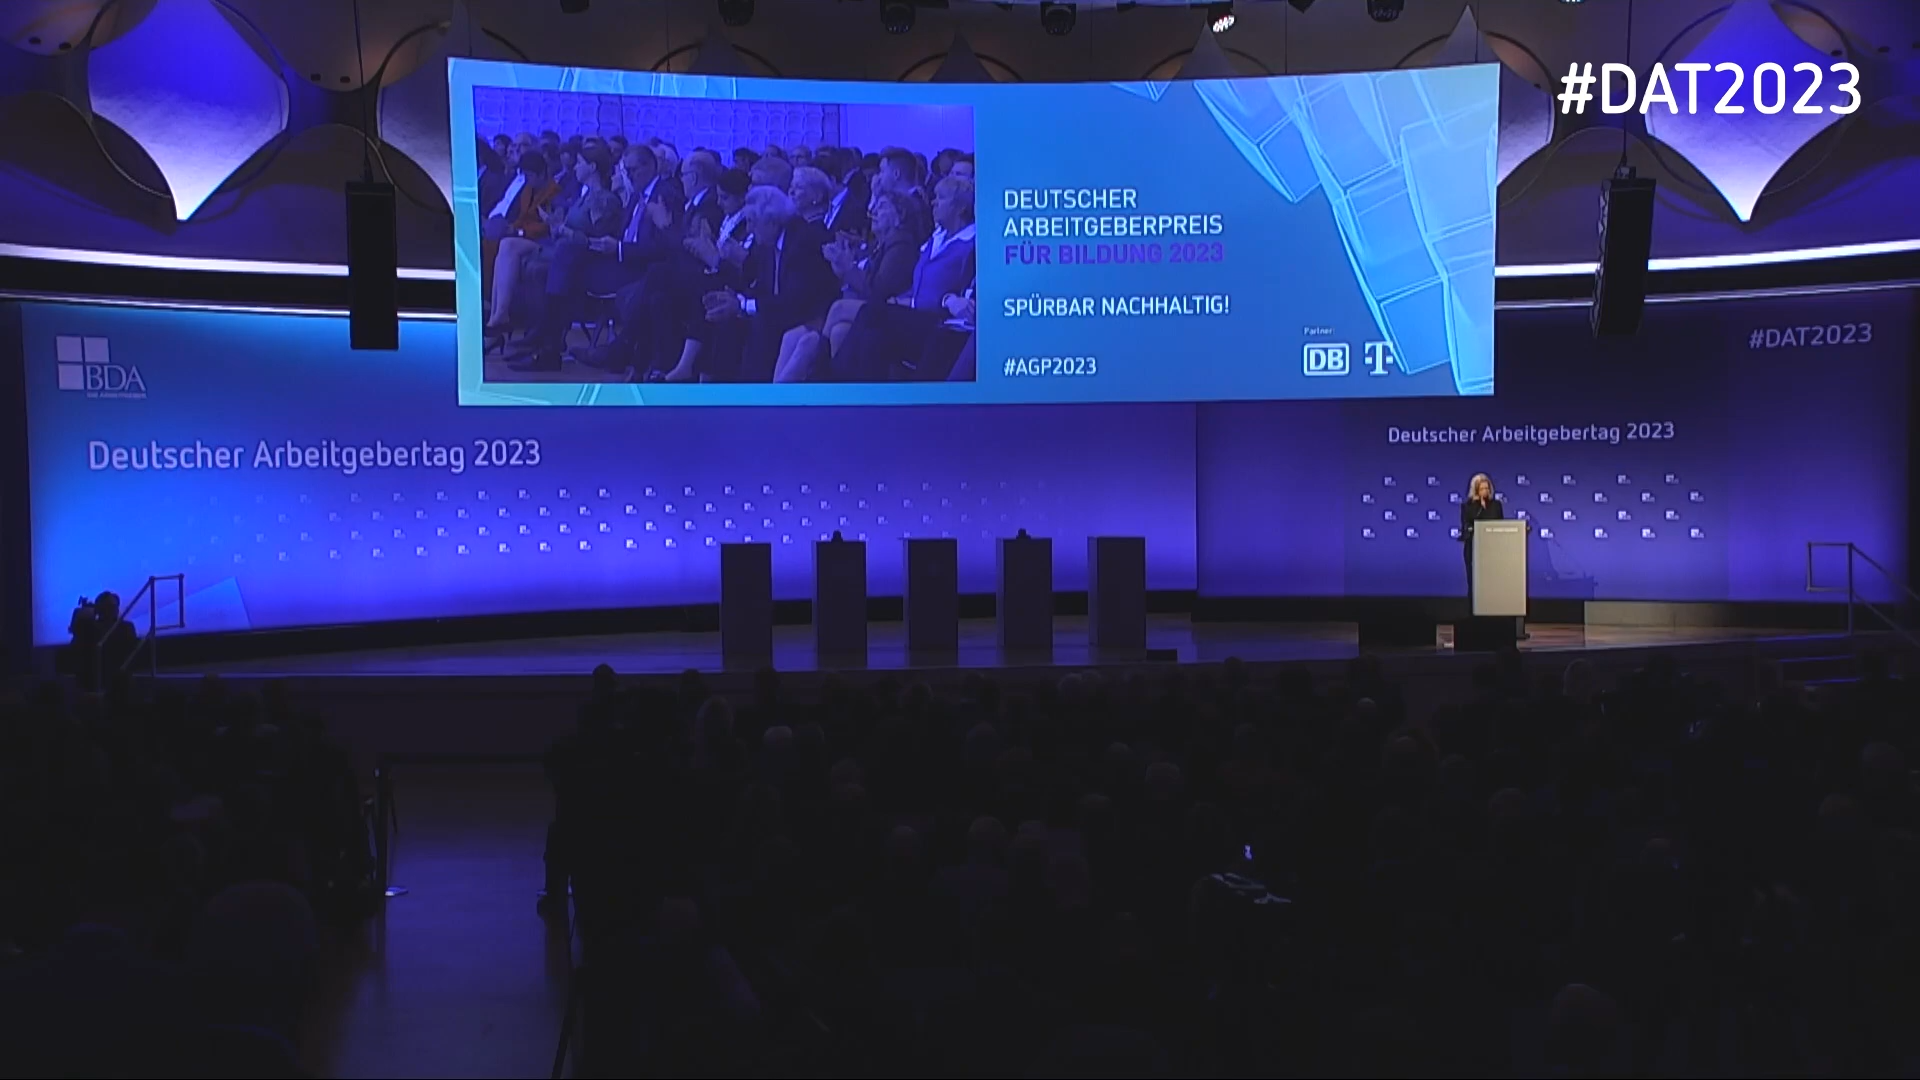 #DAT2023
DEUTSCHER
ARBEITGEBERPREIS
FÜR BILDUNG 2023
SPÜRBAR NACHHALTIG!
#AGP2023
Partner:
DB
T
BDA
#DAT2023
Deutscher Arbeitgebertag 2023
Deutscher Arbeitgebertag 2023